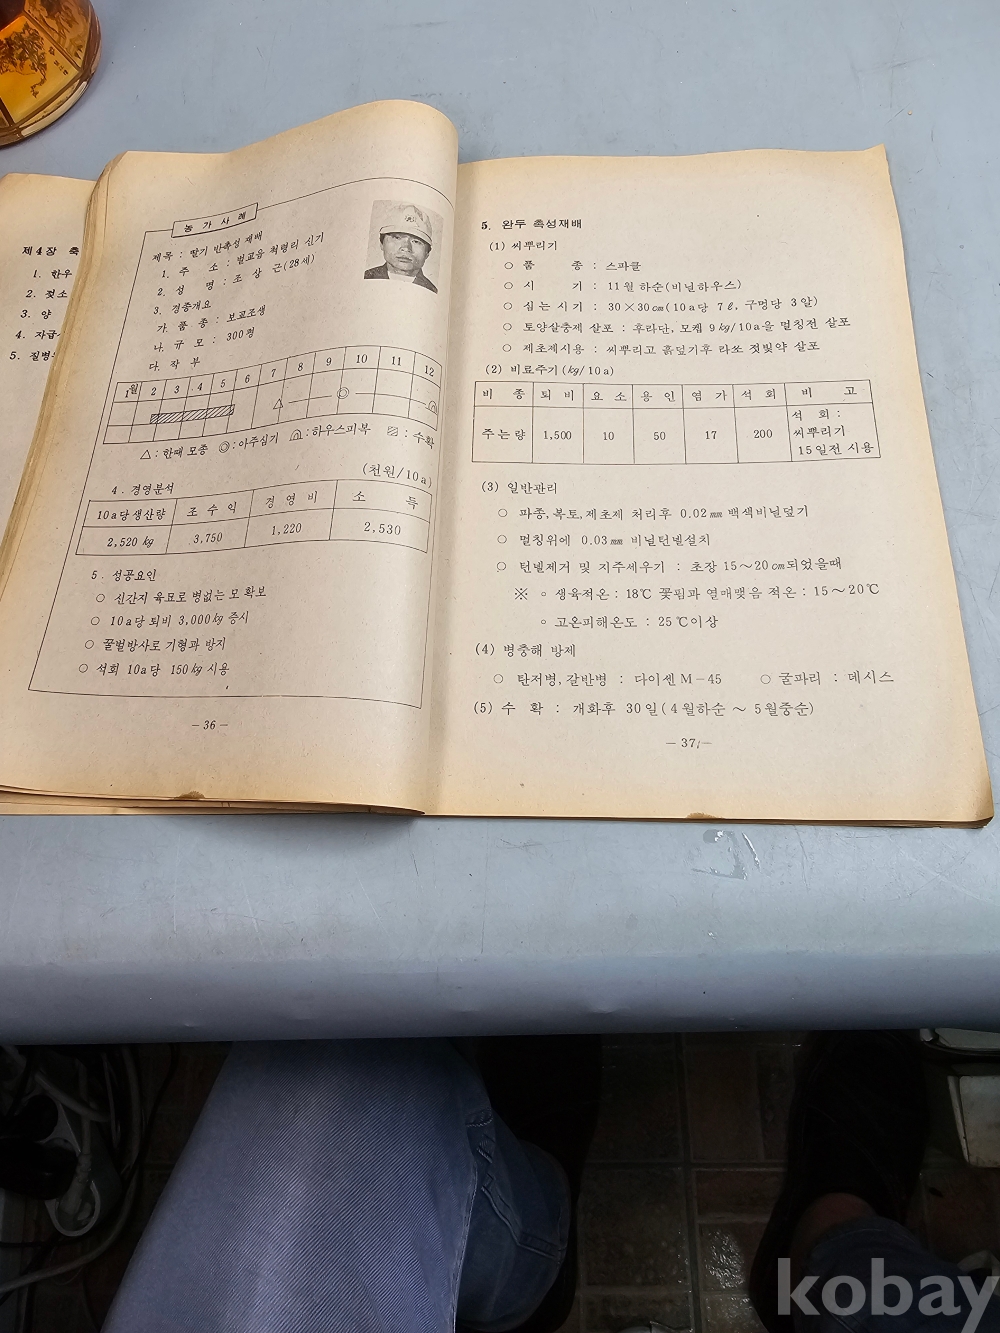 제4장 축
1. 한우
2. 젖소
3. 양
4. 자급
5. 질병
농 가 사 례
제목 : 딸기 반촉성 재배
1. 주 소 : 벌교읍 척령리 신기
2. 성 명 : 조 상 근 (28세)
3. 경종개요
가. 품 종 : 보교조생
나. 규 모 : 300평
다. 작 부
1월 2 3 4 5 6 7 8 9 10 11 12
△ : 한때 모종 ◎ : 아주심기 : 하우스피복 ▨ : 수확
4. 경영분석 (천원/10a)
10a당생산량 조 수 익 경 영 비 소 득
2,520 kg 3,750 1,220 2,530
5. 성공요인
○ 신간지 육묘로 병없는 모 확보
○ 10a당 퇴비 3,000kg 증시
○ 꿀벌방사로 기형과 방지
○ 석회 10a당 150kg 시용
- 36 -
5. 완두 촉성재배
(1) 씨뿌리기
○ 품 종 : 스파클
○ 시 기 : 11월 하순(비닐하우스)
○ 심는시기 : 30×30cm(10a당 7ℓ, 구멍당 3알)
○ 토양살충제 살포 : 후라단, 모캡 9kg/10a을 멀칭전 살포
○ 제초제시용 : 씨뿌리고 흙덮기후 라쏘 젖빛약 살포
(2) 비료주기 (kg/10a)
비 종 퇴 비 요 소 용 인 염 가 석 회 비 고
주는량 1,500 10 50 17 200 석 회 :
씨뿌리기
15일전 시용
(3) 일반관리
○ 파종, 복토, 제초제 처리후 0.02mm 백색비닐덮기
○ 멀칭위에 0.03mm 비닐턴넬설치
○ 턴넬제거 및 지주세우기 : 초장 15～20cm되었을때
※ ○ 생육적온 : 18℃ 꽃핌과 열매맺음 적온 : 15～20℃
○ 고온피해온도 : 25℃이상
(4) 병충해 방제
○ 탄저병, 갈반병 : 다이센 M-45 ○ 굴파리 : 데시스
(5) 수 확 : 개화후 30일(4월하순 ～ 5월중순)
- 37 -
kobay